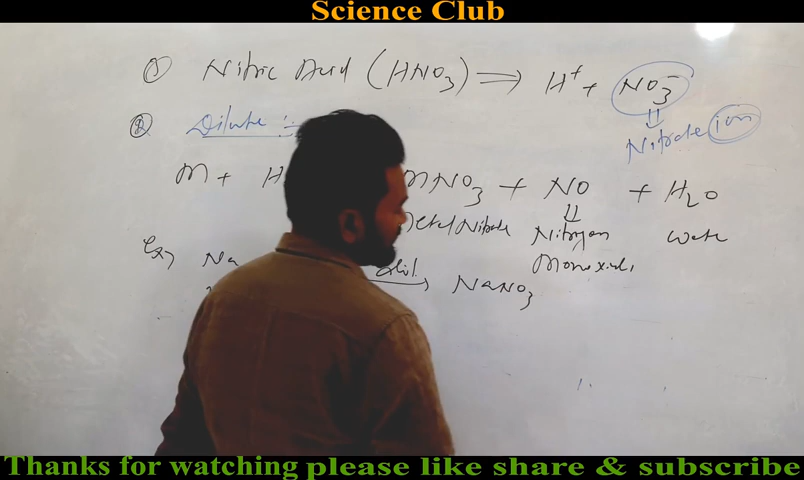 Science Club
① Nitric Acid (HNO₃) ⟹ H⁺ + NO₃⁻
Dilute :-
Nitrate ion
M + H MNO₃ + NO + H₂O
Metal Nitrate Nitrogen Water
Monoxide
Ex) Na dil. → NaNO₃
Thanks for watching please like share & subscribe